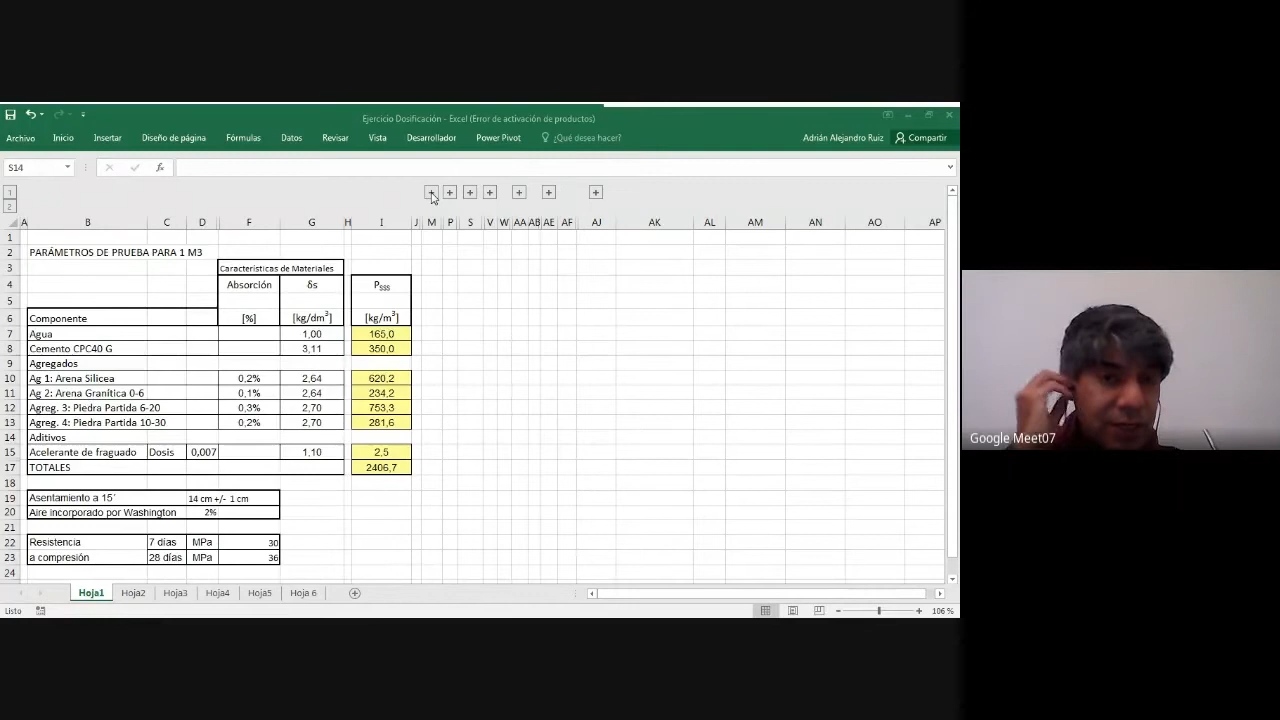 Ejercicio Dosificación - Excel (Error de activación de productos)
Archivo Inicio Insertar Diseño de página Fórmulas Datos Revisar Vista Desarrollador Power Pivot ¿Qué desea hacer? Adrián Alejandro Ruiz Compartir
S14 fx
1
2
A B C D F G H I J M P S V W AA AB AE AF AJ AK AL AM AN AO AP
1
2 PARÁMETROS DE PRUEBA PARA 1 M3
3 Características de Materiales
4 Absorción δs PSSS
5
6 Componente [%] [kg/dm³] [kg/m³]
7 Agua 1,00 165,0
8 Cemento CPC40 G 3,11 350,0
9 Agregados
10 Ag 1: Arena Silícea 0,2% 2,64 620,2
11 Ag 2: Arena Granítica 0-6 0,1% 2,64 234,2
12 Agreg. 3: Piedra Partida 6-20 0,3% 2,70 753,3
13 Agreg. 4: Piedra Partida 10-30 0,2% 2,70 281,6
14 Aditivos
15 Acelerante de fraguado Dosis 0,007 1,10 2,5
17 TOTALES 2406,7
18
19 Asentamiento a 15´ 14 cm +/- 1 cm
20 Aire incorporado por Washington 2%
21
22 Resistencia 7 días MPa 30
23 a compresión 28 días MPa 36
24
Hoja1 Hoja2 Hoja3 Hoja4 Hoja5 Hoja 6
Listo 106 %
Google Meet07